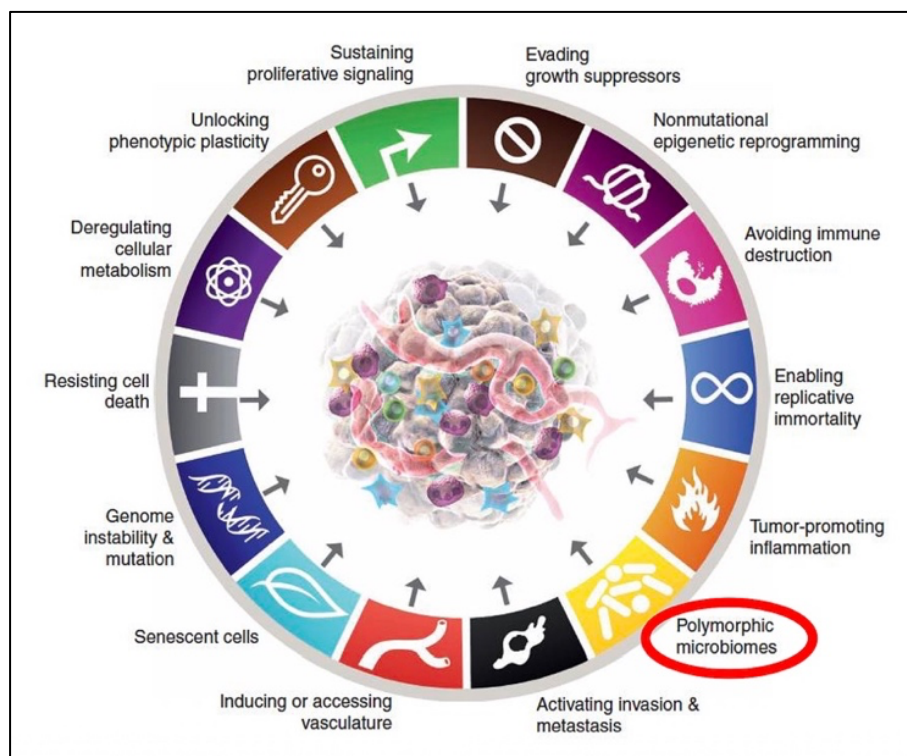 Sustaining
proliferative signaling
Evading
growth suppressors
Unlocking
phenotypic plasticity
Nonmutational
epigenetic reprogramming
Deregulating
cellular
metabolism
Avoiding immune
destruction
Resisting cell
death
Enabling
replicative
immortality
Genome
instability &
mutation
Tumor-promoting
inflammation
Senescent cells
Polymorphic
microbiomes
Inducing or accessing
vasculature
Activating invasion &
metastasis